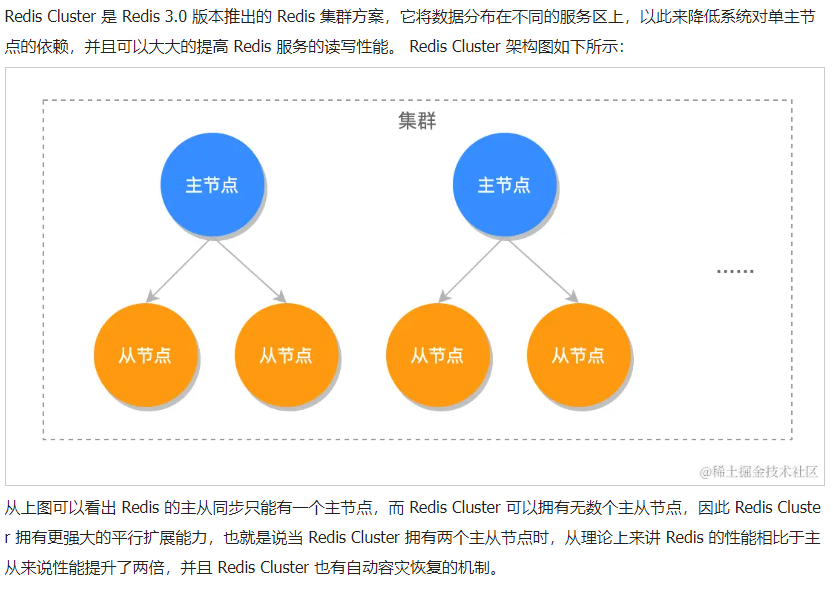 Redis Cluster 是 Redis 3.0 版本推出的 Redis 集群方案，它将数据分布在不同的服务区上，以此来降低系统对单主节
点的依赖，并且可以大大的提高 Redis 服务的读写性能。 Redis Cluster 架构图如下所示：
集群
主节点
主节点
......
从节点
从节点
从节点
从节点
@稀土掘金技术社区
从上图可以看出 Redis 的主从同步只能有一个主节点，而 Redis Cluster 可以拥有无数个主从节点，因此 Redis Cluste
r 拥有更强大的平行扩展能力，也就是说当 Redis Cluster 拥有两个主从节点时，从理论上来讲 Redis 的性能相比于主
从来说性能提升了两倍，并且 Redis Cluster 也有自动容灾恢复的机制。